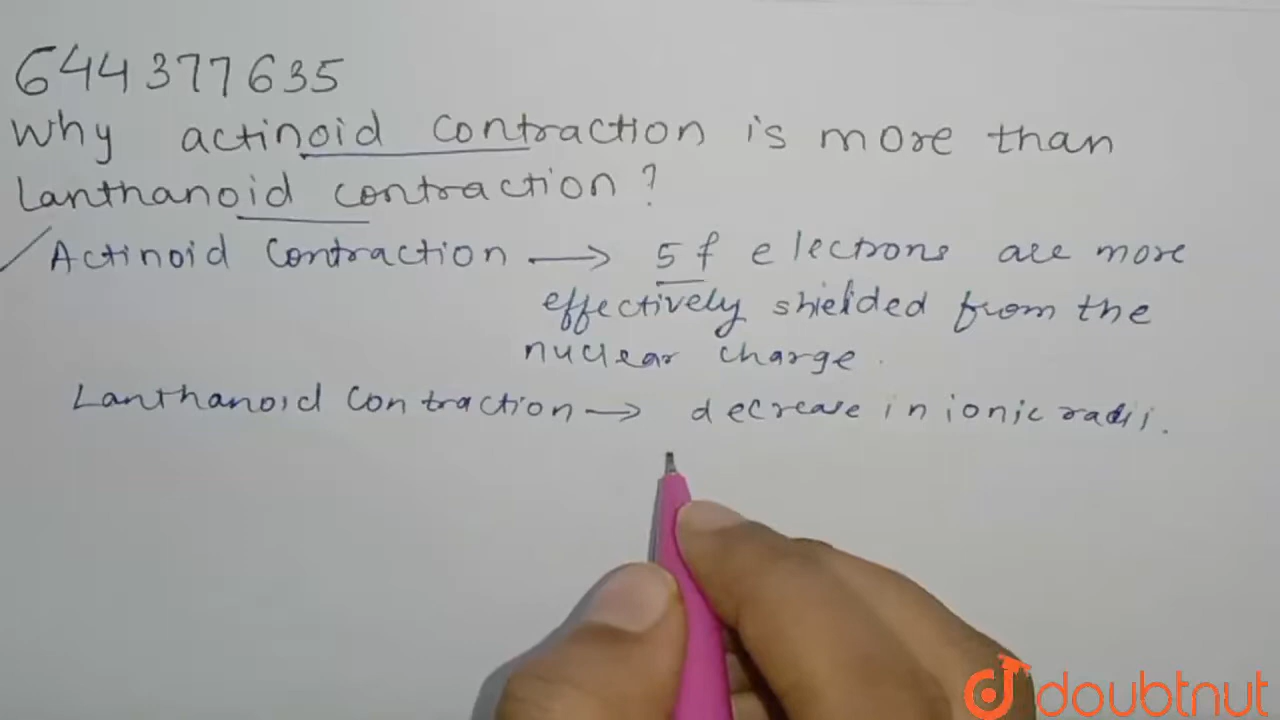 644377635
Why actinoid contraction is more than
Lanthanoid contraction?
Actinoid Contraction → 5f electrons are more
effectively shielded from the
nuclear charge.
Lanthanoid Contraction → decrease in ionic radii.
doubtnut